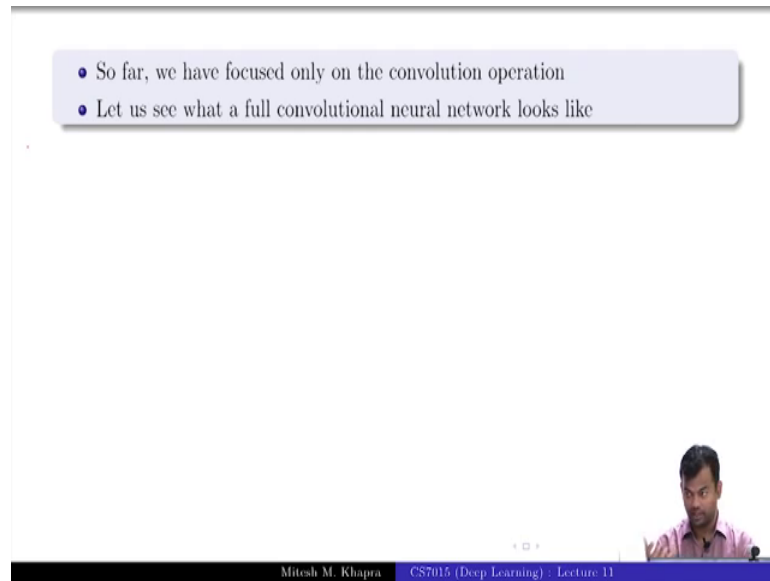 So far, we have focused only on the convolution operation
Let us see what a full convolutional neural network looks like
Mitesh M. Khapra CS7015 (Deep Learning) : Lecture 11